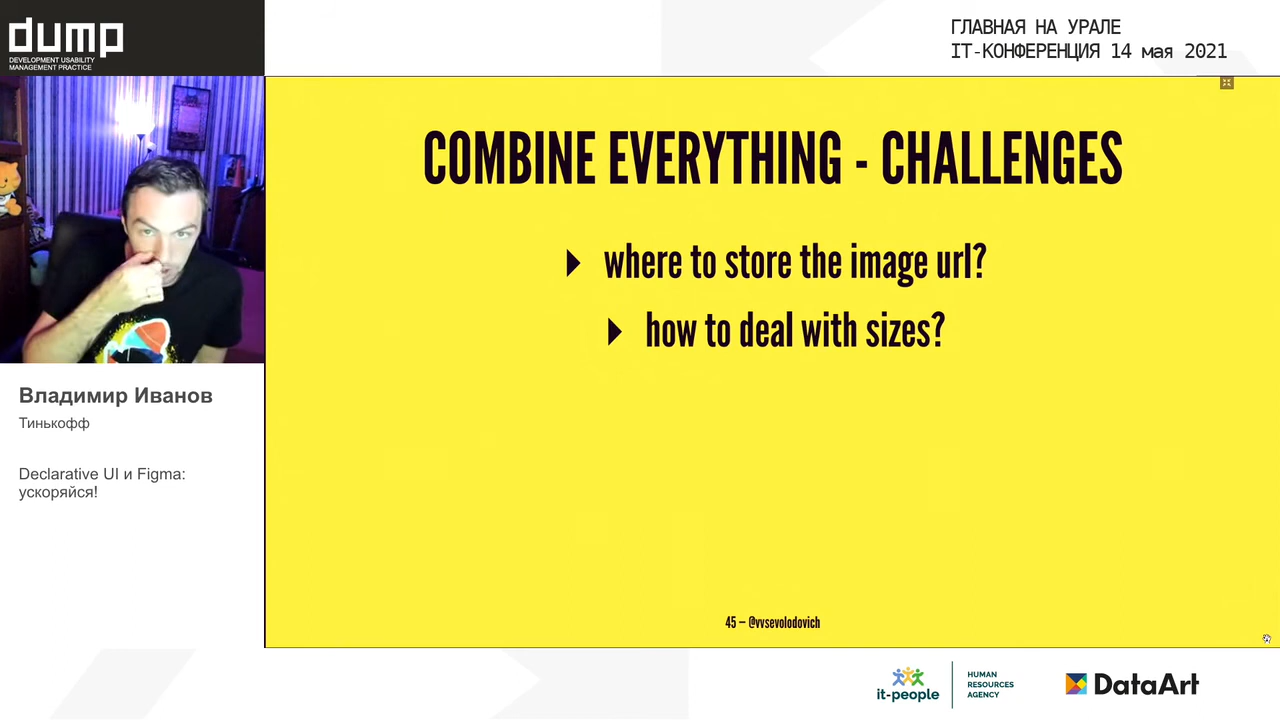 dump
DEVELOPMENT USABILITY
MANAGEMENT PRACTICE
ГЛАВНАЯ НА УРАЛЕ
IT-КОНФЕРЕНЦИЯ 14 мая 2021
COMBINE EVERYTHING - CHALLENGES
where to store the image url?
how to deal with sizes?
45 – @vvsevolodovich
Владимир Иванов
Тинькофф
Declarative UI и Figma:
ускоряйся!
it-people
HUMAN
RESOURCES
AGENCY
DataArt